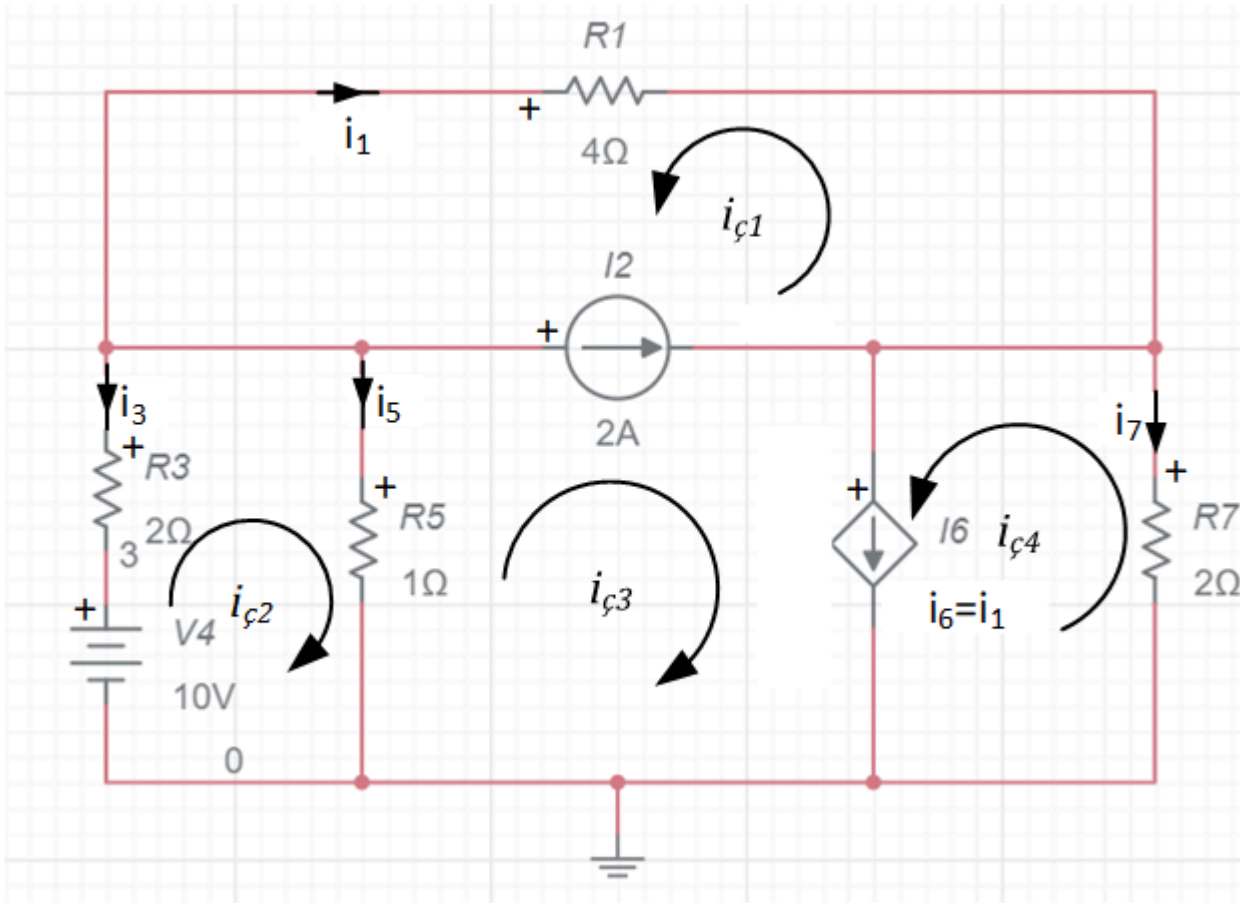 R1
+
i₁
4Ω
iç1
I2
+
2A
i₃
+
R3
2Ω
3
i₅
+
R5
1Ω
i₇
+
R7
2Ω
+
I6
i₆=i₁
iç4
iç2
iç3
+
V4
10V
0